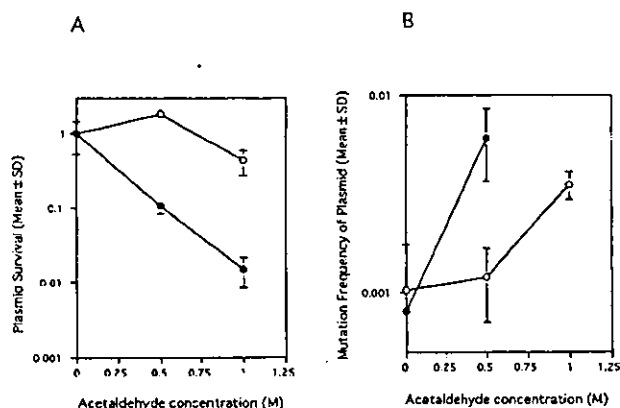 A
Plasmid Survival (Mean ± SD)
1
0.1
0.01
0.001
0 0.25 0.5 0.75 1 1.25
Acetaldehyde concentration (M)
B
Mutation Frequency of Plasmid (Mean ± SD)
0.01
0.001
0 0.25 0.5 0.75 1 1.25
Acetaldehyde concentration (M)